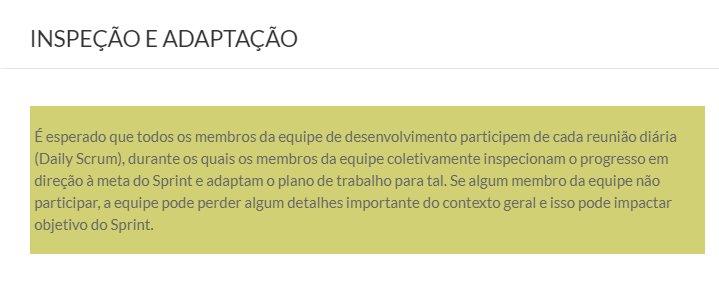 INSPEÇÃO E ADAPTAÇÃO
É esperado que todos os membros da equipe de desenvolvimento participem de cada reunião diária
(Daily Scrum), durante os quais os membros da equipe coletivamente inspecionam o progresso em
direção à meta do Sprint e adaptam o plano de trabalho para tal. Se algum membro da equipe não
participar, a equipe pode perder algum detalhes importante do contexto geral e isso pode impactar
objetivo do Sprint.